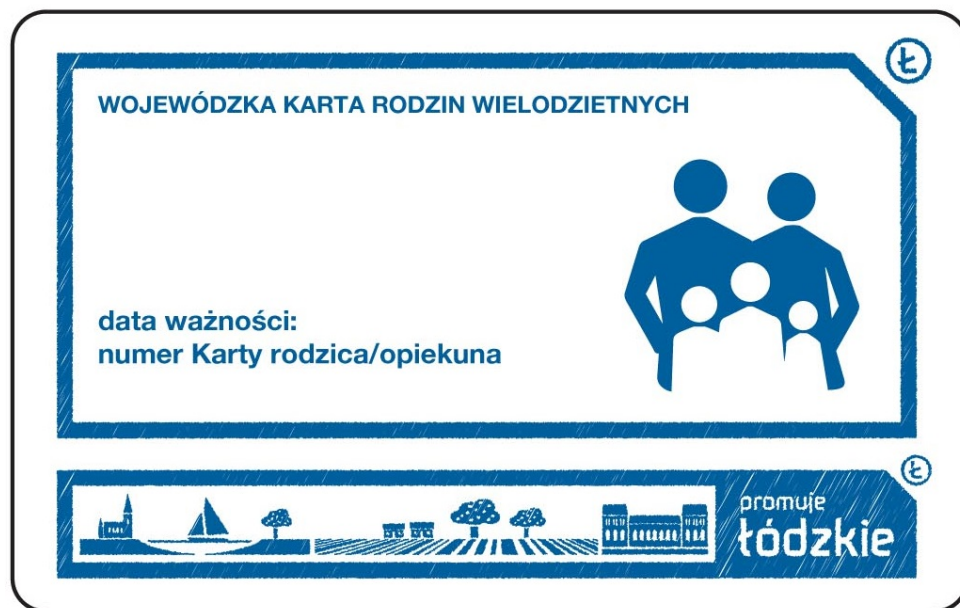 Ł
WOJEWÓDZKA KARTA RODZIN WIELODZIETNYCH
data ważności:
numer Karty rodzica/opiekuna
Ł
promuje
łódzkie